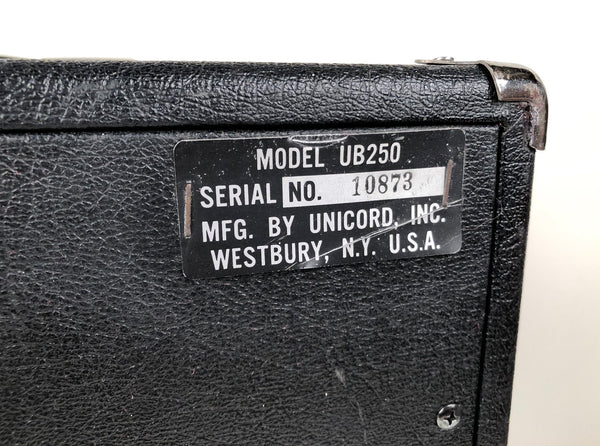 MODEL UB250
SERIAL NO. 10873
MFG. BY UNICORD, INC.
WESTBURY, N.Y. U.S.A.